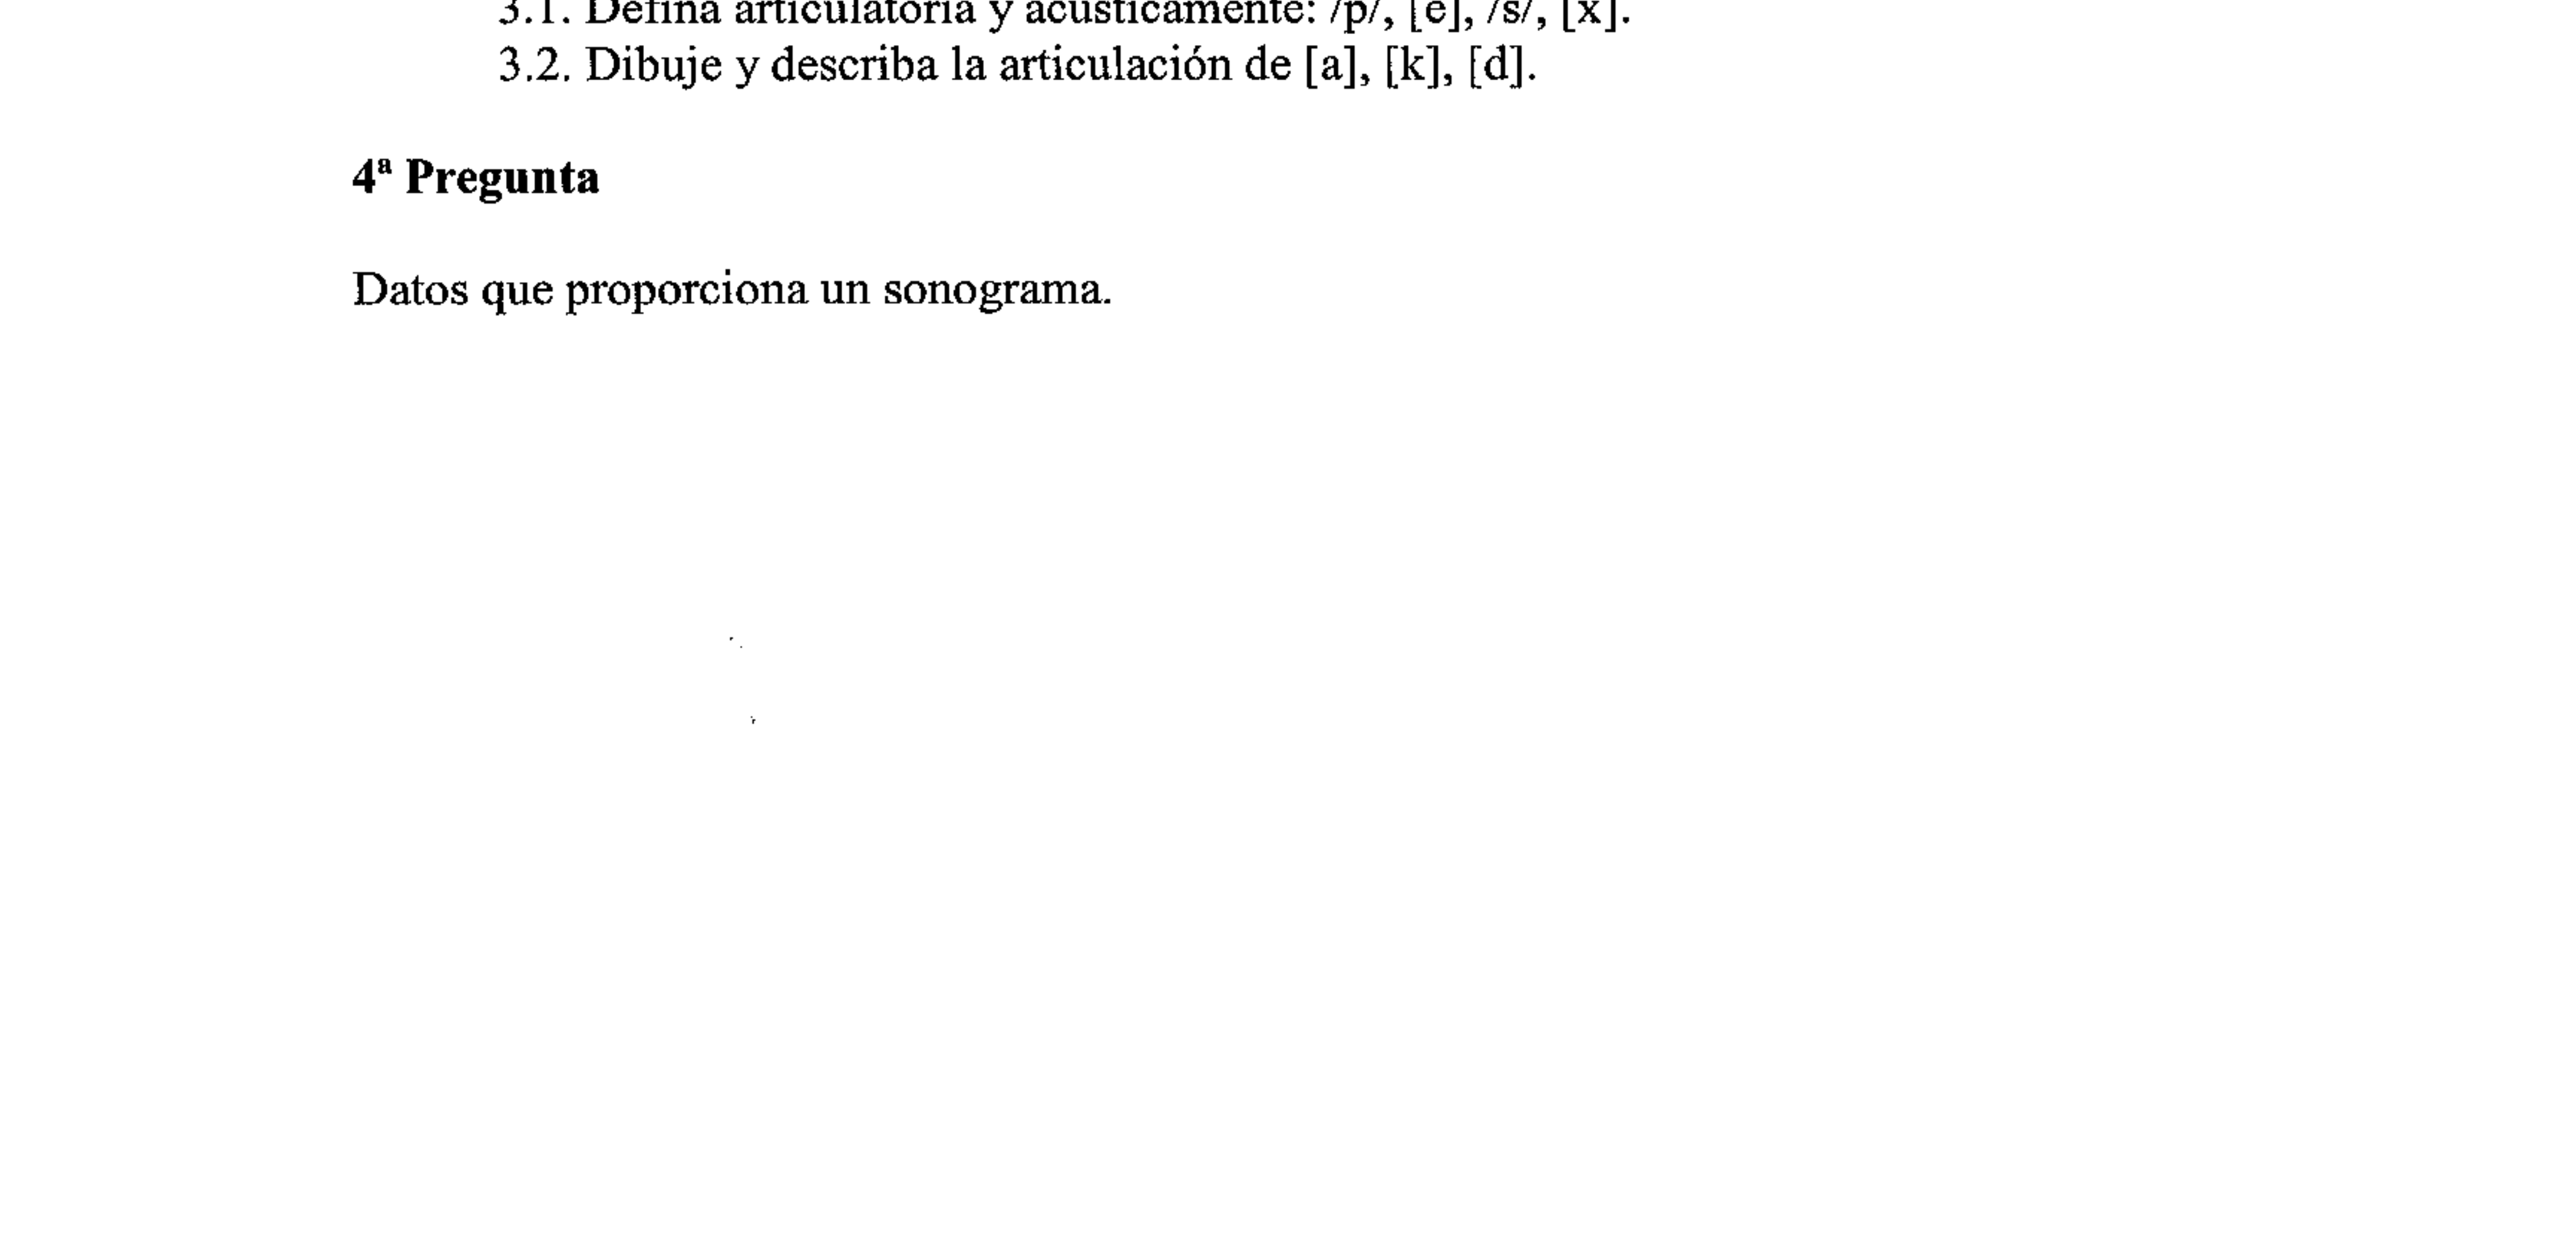 3.1. Defina articulatoria y acústicamente: /p/, [e], /s/, [x].
3.2. Dibuje y describa la articulación de [a], [k], [d].
4ª Pregunta
Datos que proporciona un sonograma.